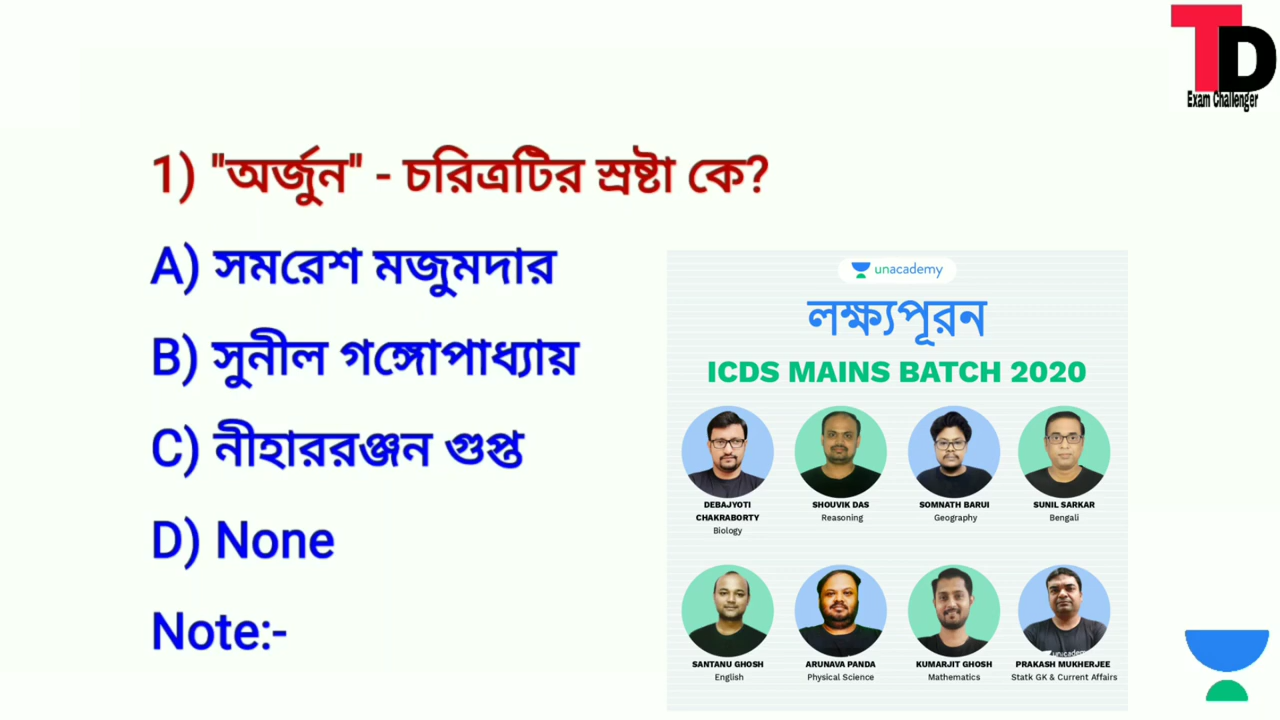 TD
Exam Challenger
1) "অর্জুন" - চরিত্রটির স্রষ্টা কে?
A) সমরেশ মজুমদার
B) সুনীল গঙ্গোপাধ্যায়
C) নীহাররঞ্জন গুপ্ত
D) None
Note:-
unacademy
লক্ষ্যপূরন
ICDS MAINS BATCH 2020
DEBAJYOTI
CHAKRABORTY
Biology
SHOUVIK DAS
Reasoning
SOMNATH BARUI
Geography
SUNIL SARKAR
Bengali
SANTANU GHOSH
English
ARUNAVA PANDA
Physical Science
KUMARJIT GHOSH
Mathematics
unacademy
PRAKASH MUKHERJEE
Statk GK & Current Affairs